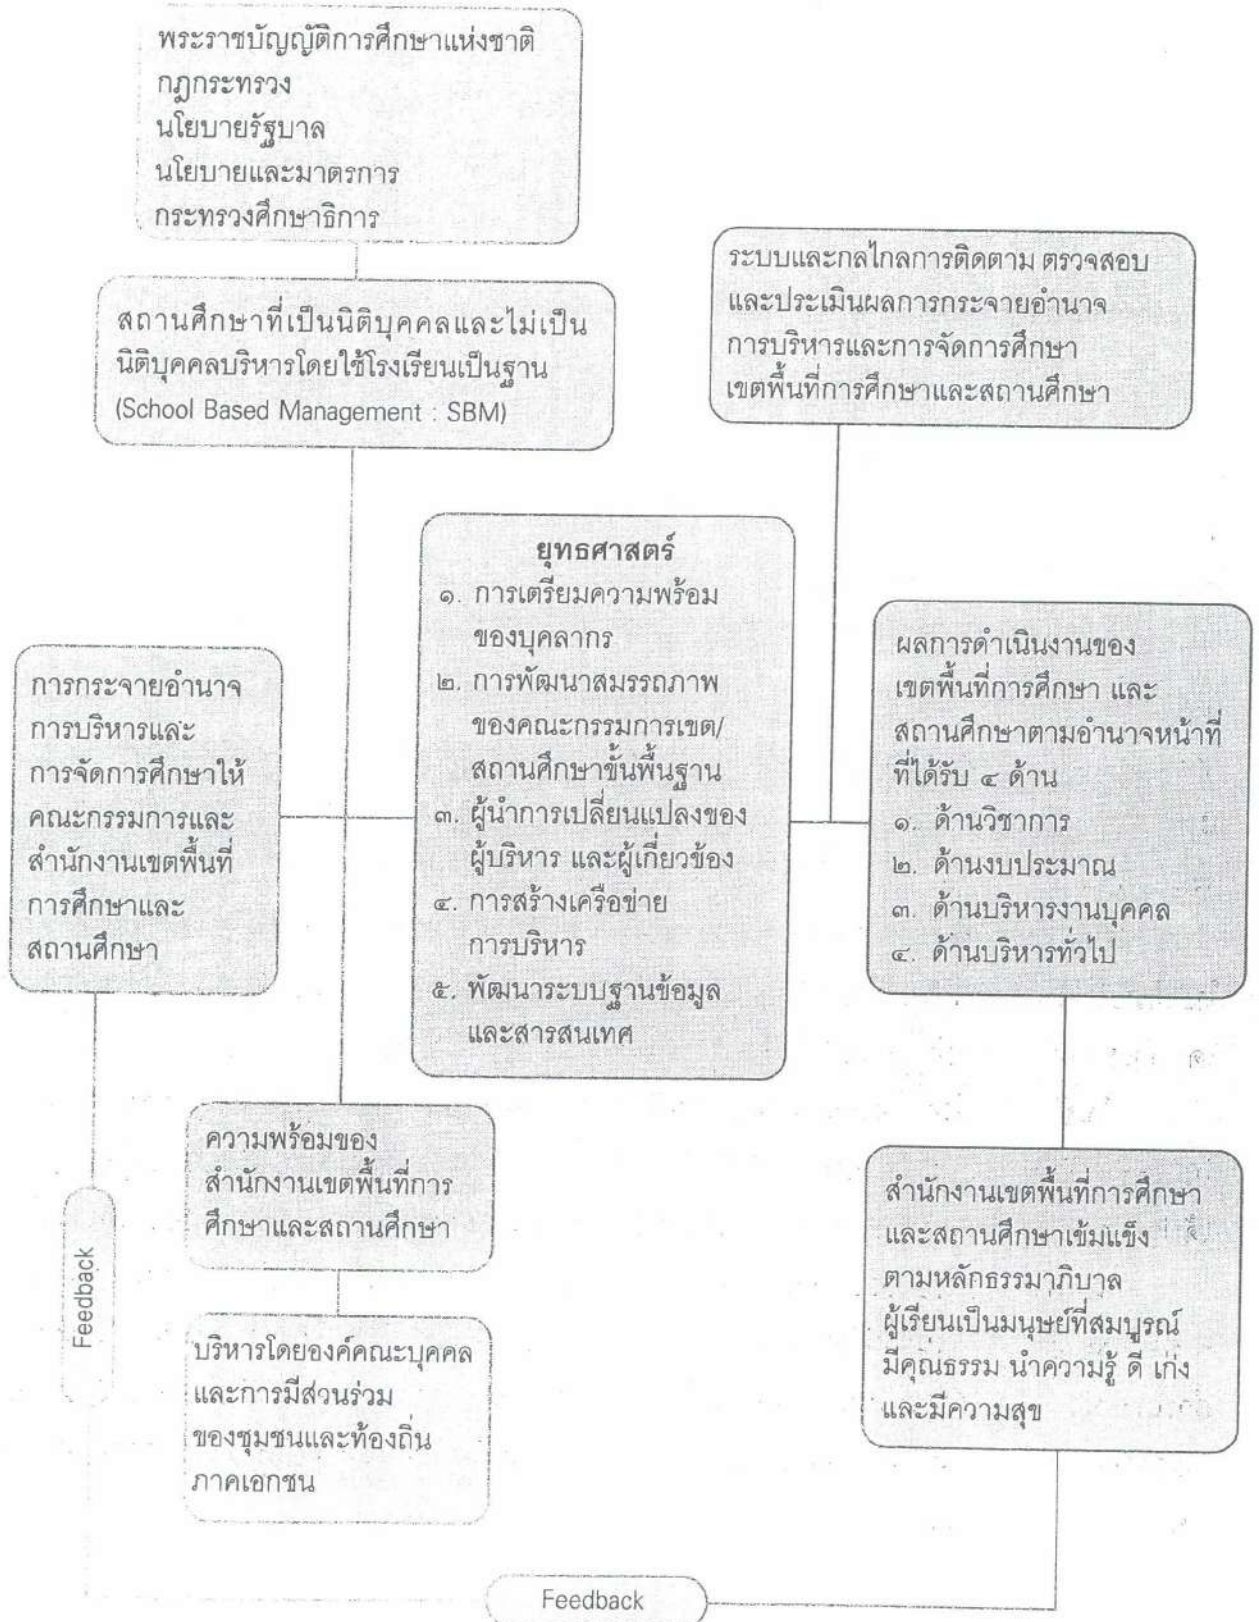 พระราชบัญญัติการศึกษาแห่งชาติ
กฎกระทรวง
นโยบายรัฐบาล
นโยบายและมาตรการ
กระทรวงศึกษาธิการ
สถานศึกษาที่เป็นนิติบุคคลและไม่เป็น
นิติบุคคลบริหารโดยใช้โรงเรียนเป็นฐาน
(School Based Management : SBM)
ระบบและกลไกลการติดตาม ตรวจสอบ
และประเมินผลการกระจายอำนาจ
การบริหารและการจัดการศึกษา
เขตพื้นที่การศึกษาและสถานศึกษา
การกระจายอำนาจ
การบริหารและ
การจัดการศึกษาให้
คณะกรรมการและ
สำนักงานเขตพื้นที่
การศึกษาและ
สถานศึกษา
ยุทธศาสตร์
๑. การเตรียมความพร้อม
ของบุคลากร
๒. การพัฒนาสมรรถภาพ
ของคณะกรรมการเขต/
สถานศึกษาขั้นพื้นฐาน
๓. ผู้นำการเปลี่ยนแปลงของ
ผู้บริหาร และผู้เกี่ยวข้อง
๔. การสร้างเครือข่าย
การบริหาร
๕. พัฒนาระบบฐานข้อมูล
และสารสนเทศ
ผลการดำเนินงานของ
เขตพื้นที่การศึกษา และ
สถานศึกษาตามอำนาจหน้าที่
ที่ได้รับ ๔ ด้าน
๑. ด้านวิชาการ
๒. ด้านงบประมาณ
๓. ด้านบริหารงานบุคคล
๔. ด้านบริหารทั่วไป
ความพร้อมของ
สำนักงานเขตพื้นที่การ
ศึกษาและสถานศึกษา
บริหารโดยองค์คณะบุคคล
และการมีส่วนร่วม
ของชุมชนและท้องถิ่น
ภาคเอกชน
สำนักงานเขตพื้นที่การศึกษา
และสถานศึกษาเข้มแข็ง
ตามหลักธรรมาภิบาล
ผู้เรียนเป็นมนุษย์ที่สมบูรณ์
มีคุณธรรม นำความรู้ ดี เก่ง
และมีความสุข
Feedback
Feedback